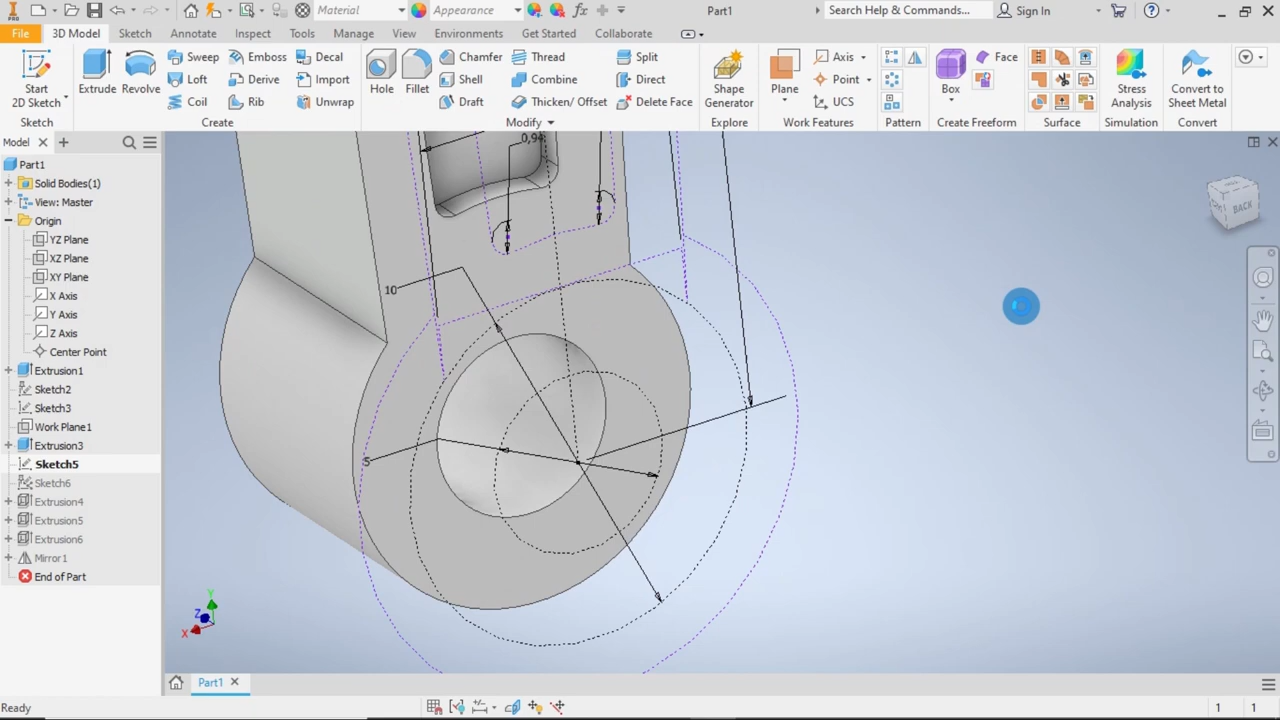 PRO
Material
Appearance
fx
Part1
Search Help & Commands...
Sign In
File
3D Model
Sketch
Annotate
Inspect
Tools
Manage
View
Environments
Get Started
Collaborate
Start
2D Sketch
Extrude
Revolve
Sweep
Emboss
Decal
Loft
Derive
Import
Coil
Rib
Unwrap
Hole
Fillet
Chamfer
Thread
Split
Shell
Combine
Direct
Draft
Thicken/ Offset
Delete Face
Shape
Generator
Plane
Axis
Point
UCS
Box
Face
Stress
Analysis
Convert to
Sheet Metal
Sketch
Create
Modify
Explore
Work Features
Pattern
Create Freeform
Surface
Simulation
Convert
Model
Part1
Solid Bodies(1)
View: Master
Origin
YZ Plane
XZ Plane
XY Plane
X Axis
Y Axis
Z Axis
Center Point
Extrusion1
Sketch2
Sketch3
Work Plane1
Extrusion3
Sketch5
Sketch6
Extrusion4
Extrusion5
Extrusion6
Mirror1
End of Part
0,94
10
5
BACK
Y
Z
X
Part1
Ready
1
1